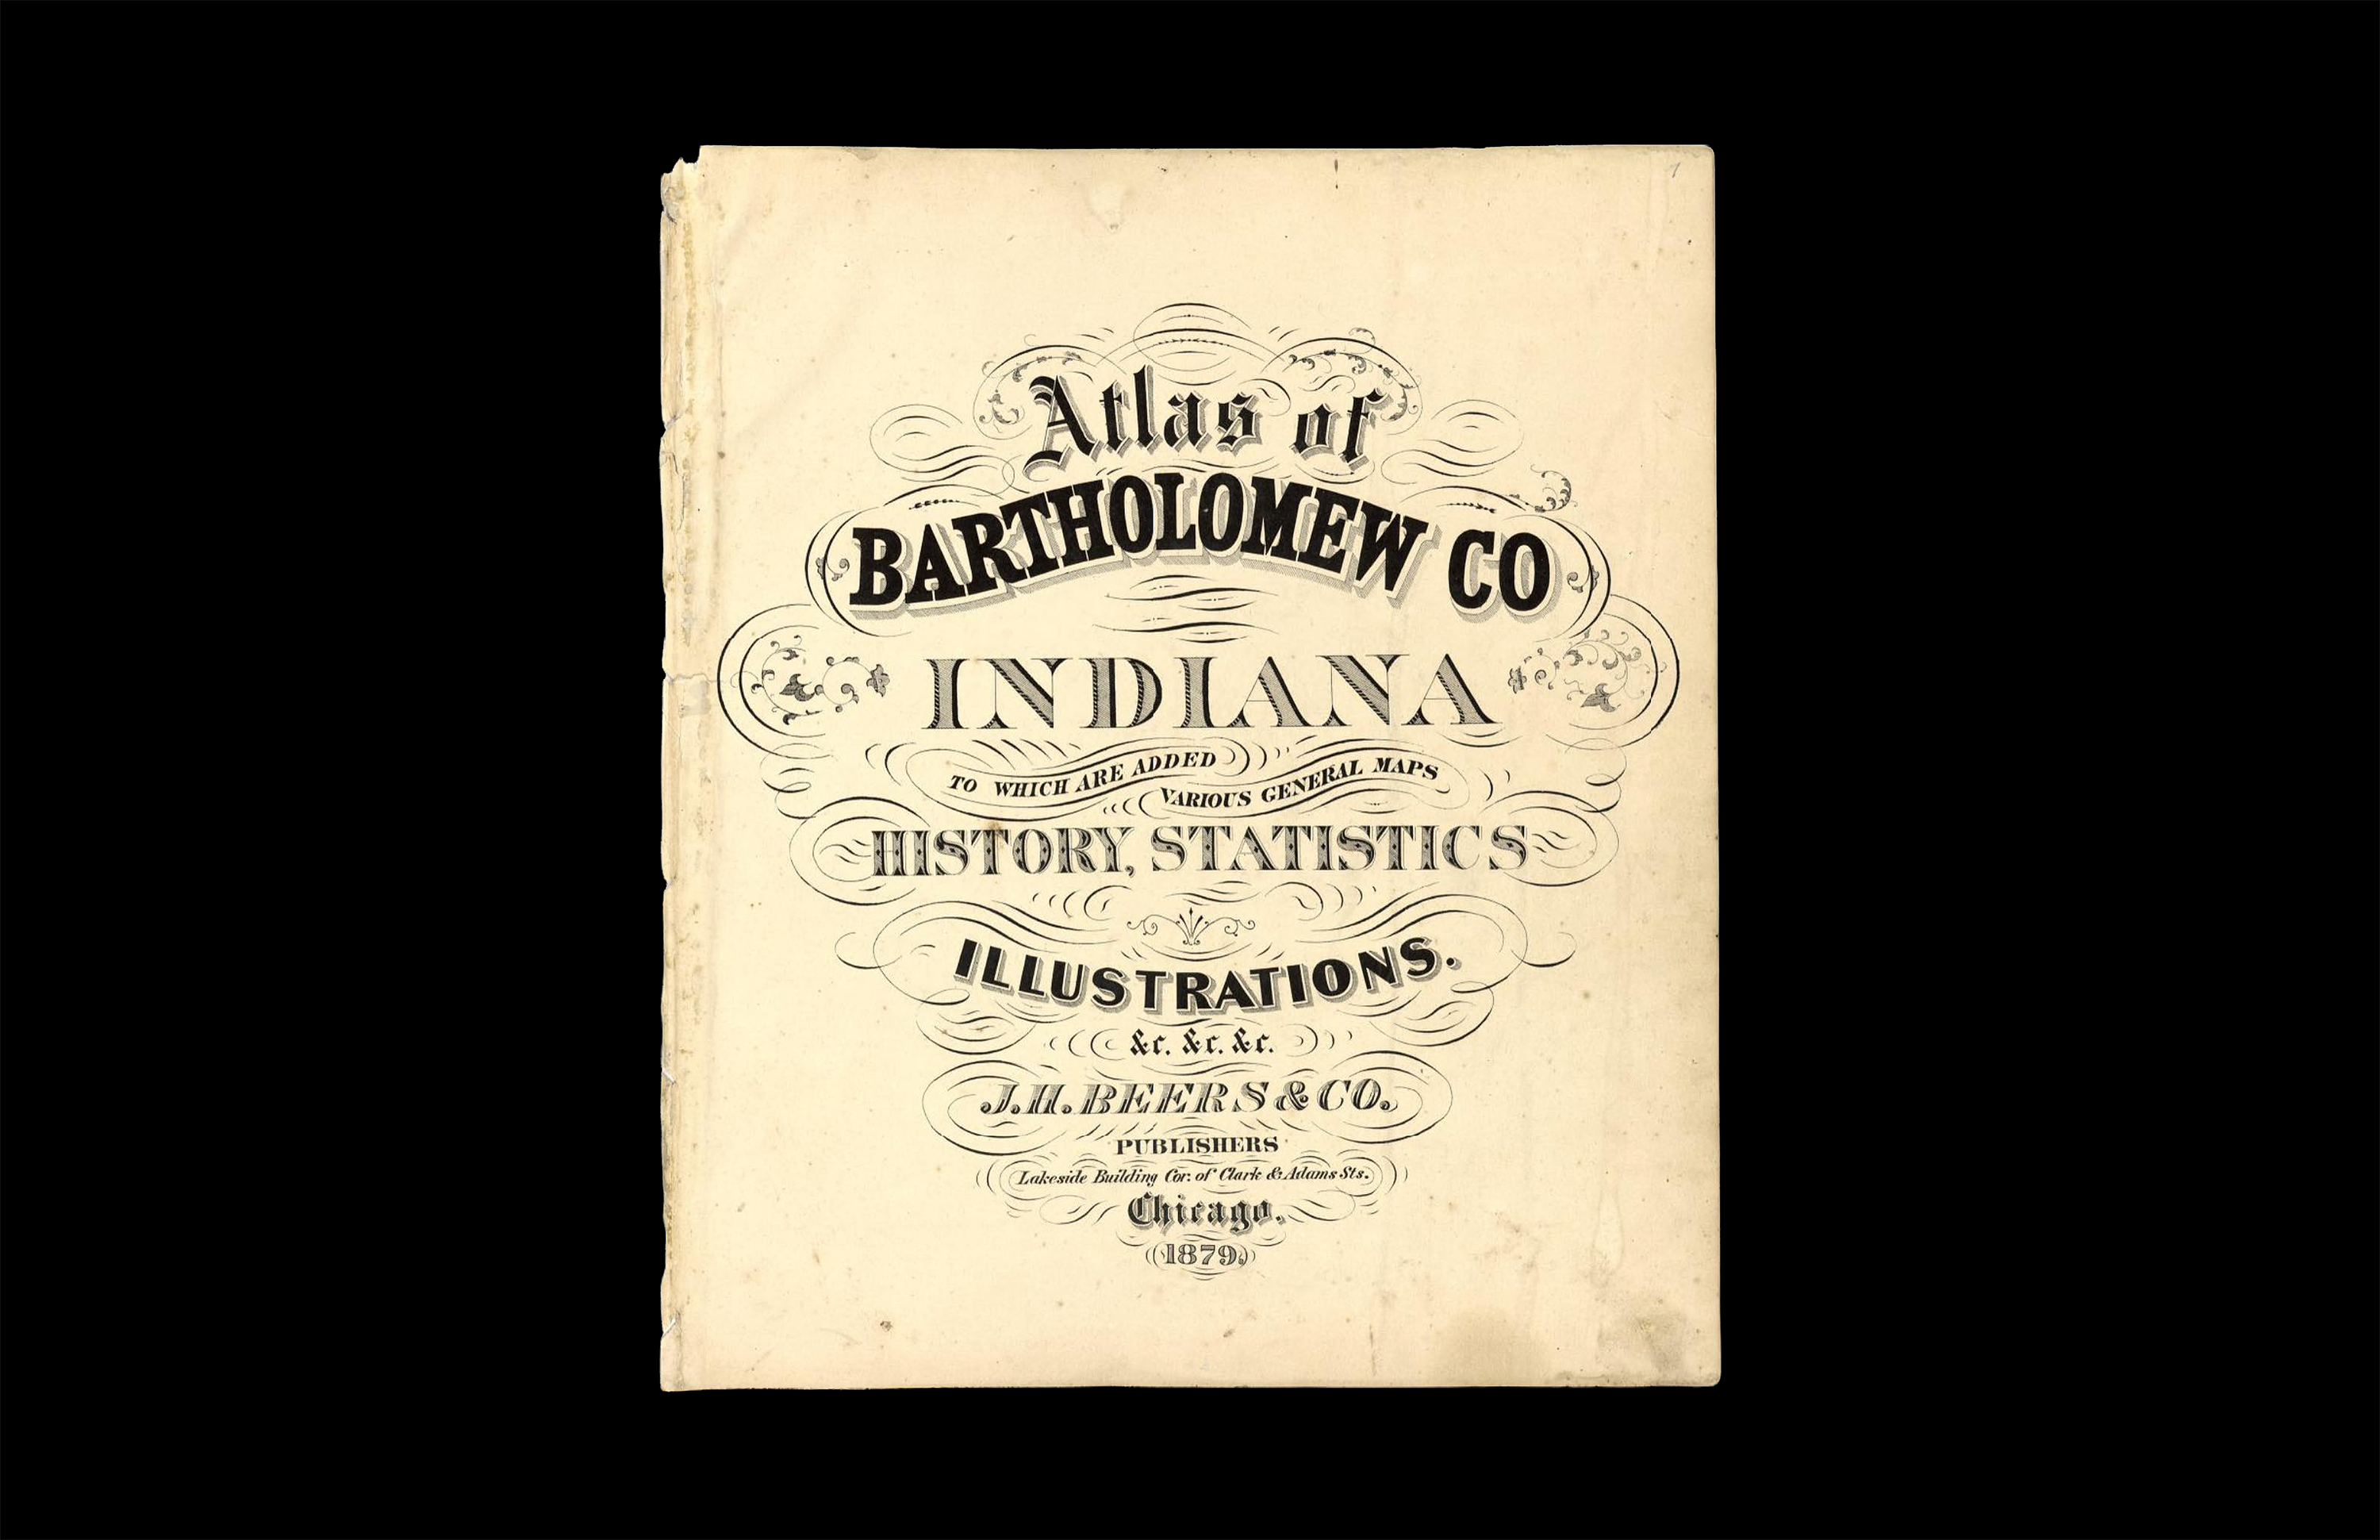 1
Atlas of
BARTHOLOMEW CO
INDIANA
TO WHICH ARE ADDED
VARIOUS GENERAL MAPS
HISTORY, STATISTICS
ILLUSTRATIONS.
&c. &c. &c.
J. H. BEERS & CO.
PUBLISHERS
Lakeside Building Cor. of Clark & Adams Sts.
Chicago.
1879.